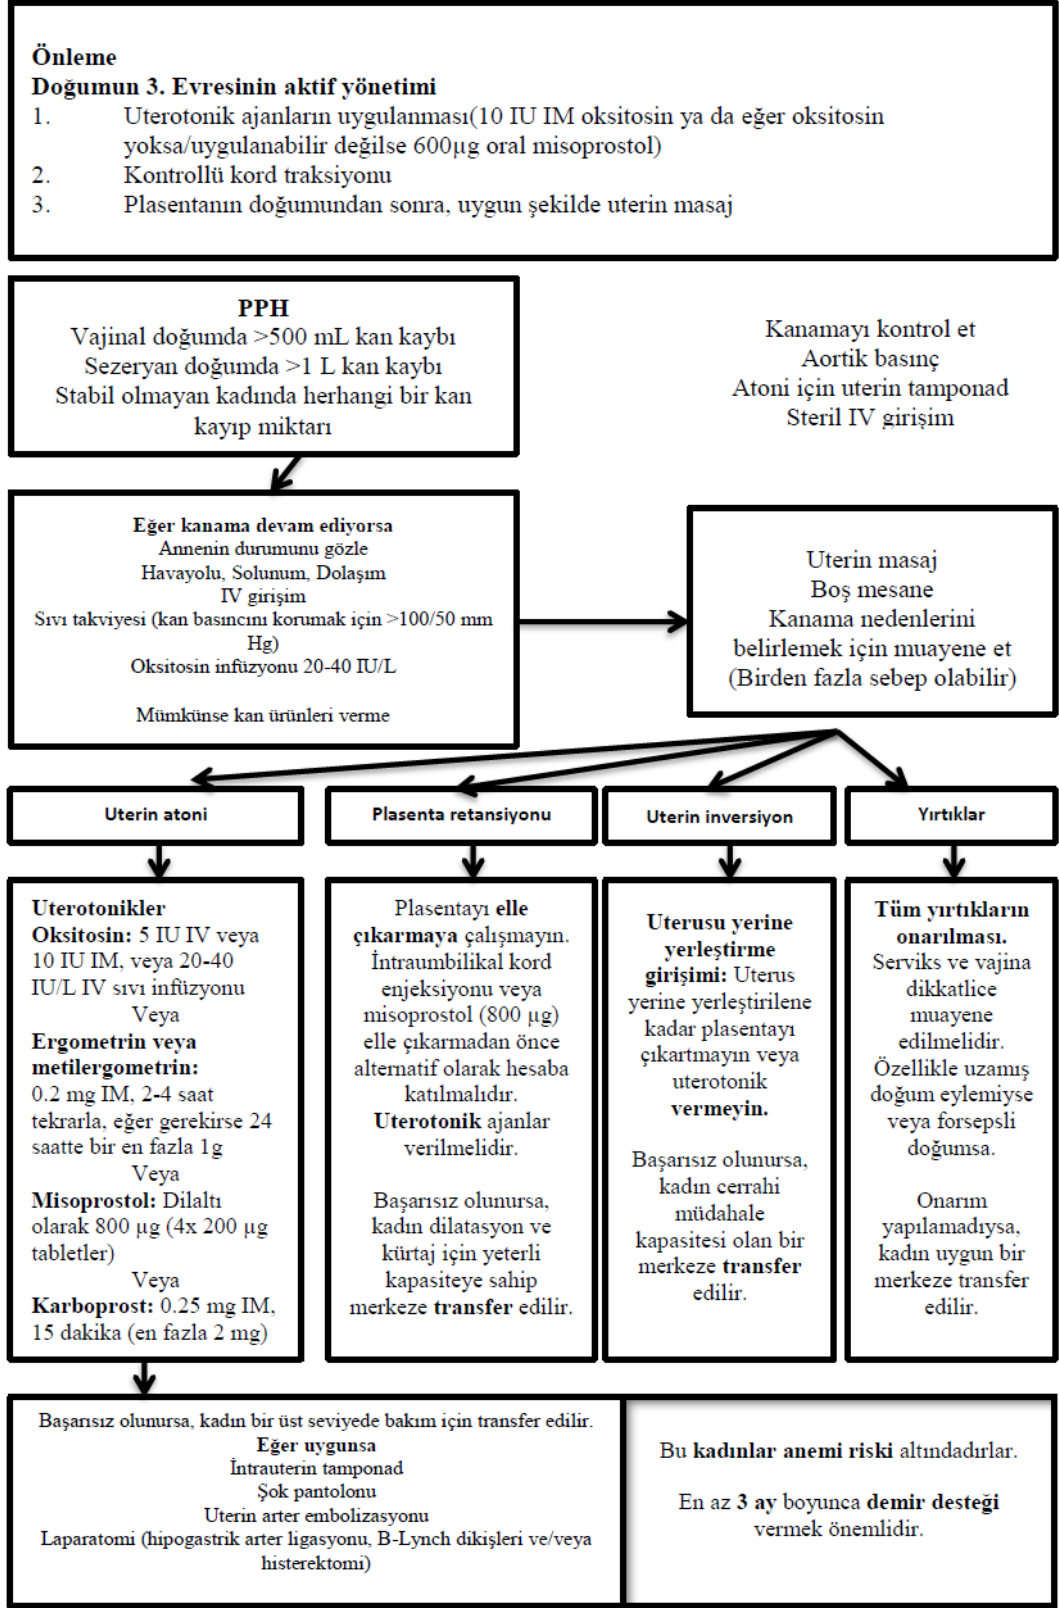 Önleme
Doğumun 3. Evresinin aktif yönetimi
1. Uterotonik ajanların uygulanması(10 IU IM oksitosin ya da eğer oksitosin
yoksa/uygulanabilir değilse 600µg oral misoprostol)
2. Kontrollü kord traksiyonu
3. Plasentanın doğumundan sonra, uygun şekilde uterin masaj
PPH
Vajinal doğumda >500 mL kan kaybı
Sezeryan doğumda >1 L kan kaybı
Stabil olmayan kadında herhangi bir kan
kayıp miktarı
Kanamayı kontrol et
Aortik basınç
Atoni için uterin tamponad
Steril IV girişim
Eğer kanama devam ediyorsa
Annenin durumunu gözle
Havayolu, Solunum, Dolaşım
IV girişim
Sıvı takviyesi (kan basıncını korumak için >100/50 mm
Hg)
Oksitosin infüzyonu 20-40 IU/L
Mümkünse kan ürünleri verme
Uterin masaj
Boş mesane
Kanama nedenlerini
belirlemek için muayene et
(Birden fazla sebep olabilir)
Uterin atoni
Plasenta retansiyonu
Uterin inversiyon
Yırtıklar
Uterotonikler
Oksitosin: 5 IU IV veya
10 IU IM, veya 20-40
IU/L IV sıvı infüzyonu
Veya
Ergometrin veya
metilergometrin:
0.2 mg IM, 2-4 saat
tekrarla, eğer gerekirse 24
saatte bir en fazla 1g
Veya
Misoprostol: Dilaltı
olarak 800 µg (4x 200 µg
tabletler)
Veya
Karboprost: 0.25 mg IM,
15 dakika (en fazla 2 mg)
Plasentayı elle
çıkarmaya çalışmayın.
İntraumbilikal kord
enjeksiyonu veya
misoprostol (800 µg)
elle çıkarmadan önce
alternatif olarak hesaba
katılmalıdır.
Uterotonik ajanlar
verilmelidir.
Başarısız olunursa,
kadın dilatasyon ve
kürtaj için yeterli
kapasiteye sahip
merkeze transfer edilir.
Uterusu yerine
yerleştirme
girişimi: Uterus
yerine yerleştirilene
kadar plasentayı
çıkartmayın veya
uterotonik
vermeyin.
Başarısız olunursa,
kadın cerrahi
müdahale
kapasitesi olan bir
merkeze transfer
edilir.
Tüm yırtıkların
onarılması.
Serviks ve vajina
dikkatlice
muayene
edilmelidir.
Özellikle uzamış
doğum eylemiyse
veya forsepsli
doğumsa.
Onarım
yapılamadıysa,
kadın uygun bir
merkeze transfer
edilir.
Başarısız olunursa, kadın bir üst seviyede bakım için transfer edilir.
Eğer uygunsa
İntrauterin tamponad
Şok pantolonu
Uterin arter embolizasyonu
Laparatomi (hipogastrik arter ligasyonu, B-Lynch dikişleri ve/veya
histerektomi)
Bu kadınlar anemi riski altındadırlar.
En az 3 ay boyunca demir desteği
vermek önemlidir.